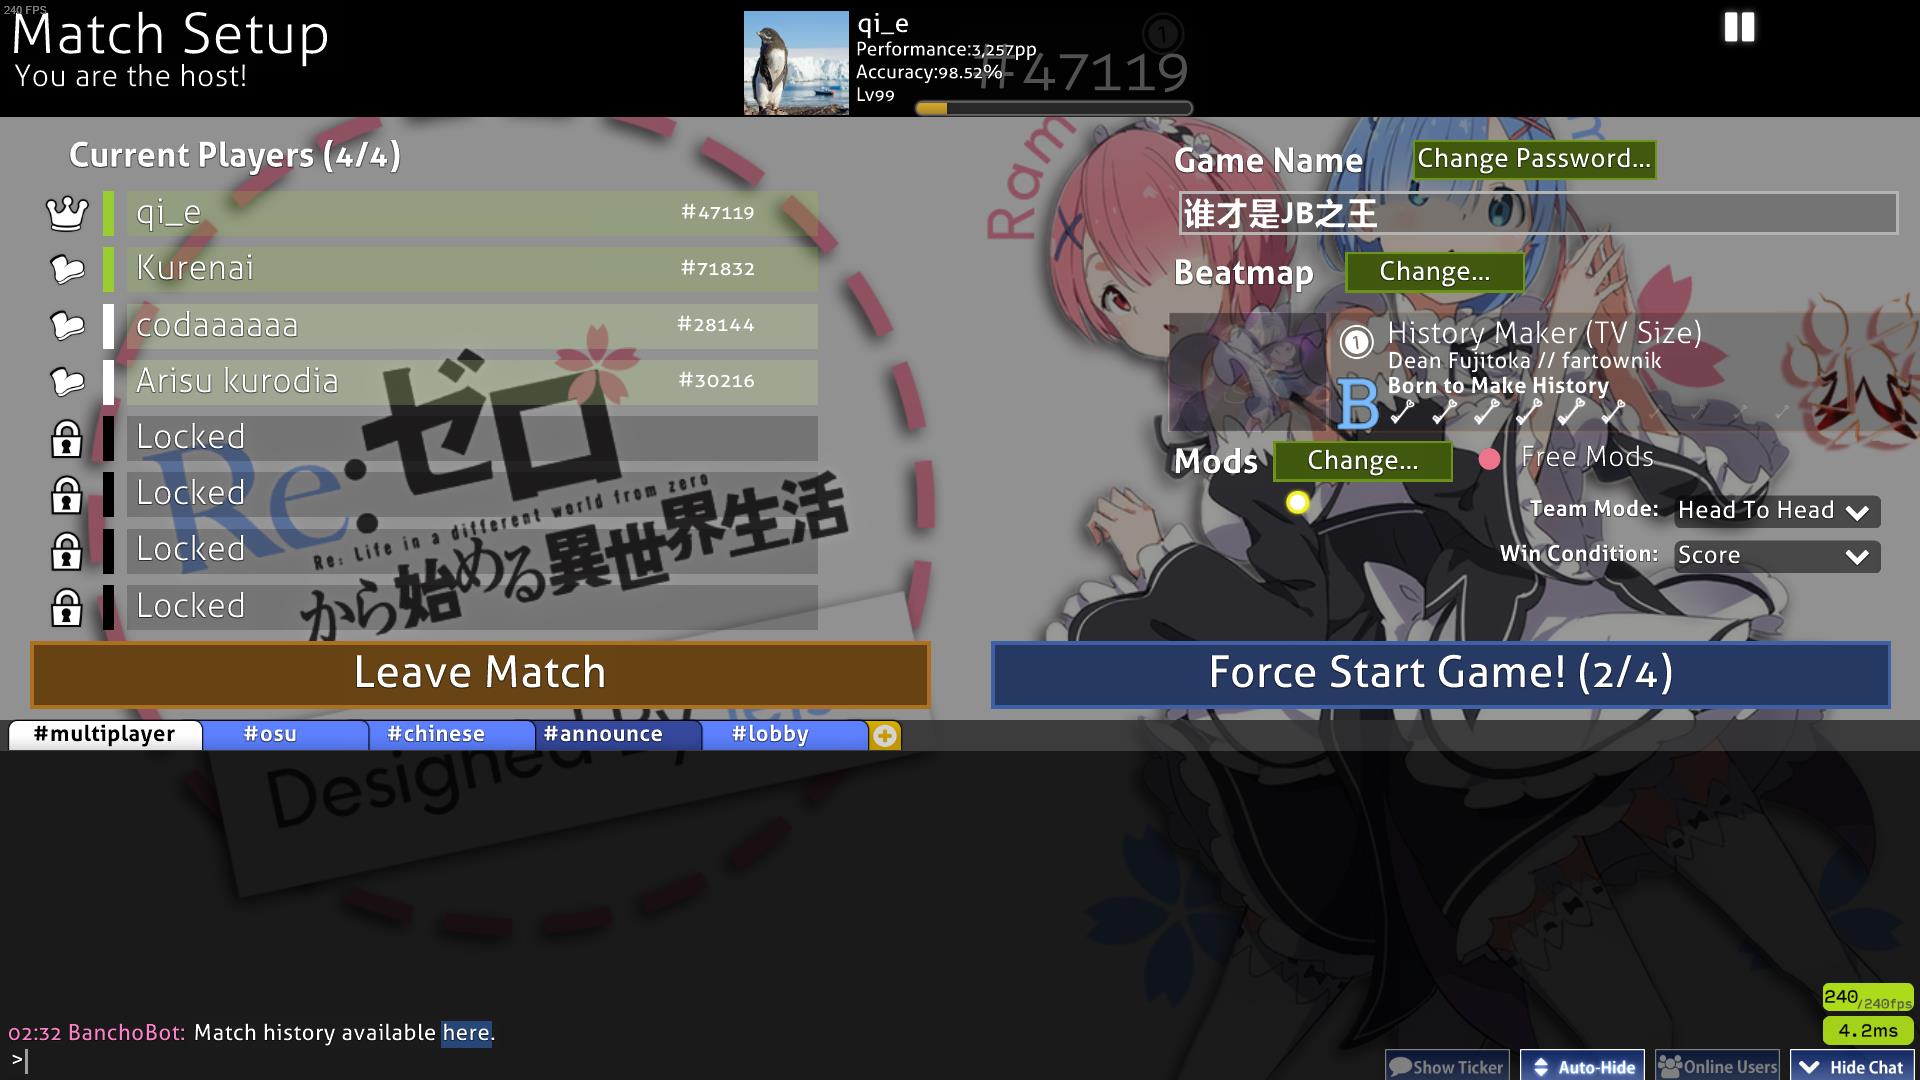 240 FPS
Match Setup
You are the host!
qi_e
Performance:3,257pp
Accuracy:98.52%
Lv99
#47119
1
Current Players (4/4)
qi_e #47119
Kurenai #71832
codaaaaaa #28144
Arisu kurodia #30216
Locked
Locked
Locked
Locked
Ram
Re:ゼロ
Re: Life in a different world from zero
から始める異世界生活
Game Name
Change Password...
谁才是JB之王
Beatmap
Change...
1
History Maker (TV Size)
Dean Fujitoka // fartownik
B
Born to Make History
Mods
Change...
Free Mods
Team Mode: Head To Head
Win Condition: Score
Leave Match
Force Start Game! (2/4)
#multiplayer
#osu
#chinese
#announce
#lobby
Designed by
02:32 BanchoBot: Match history available here.
>
240/240fps
4.2ms
Show Ticker
Auto-Hide
Online Users
Hide Chat